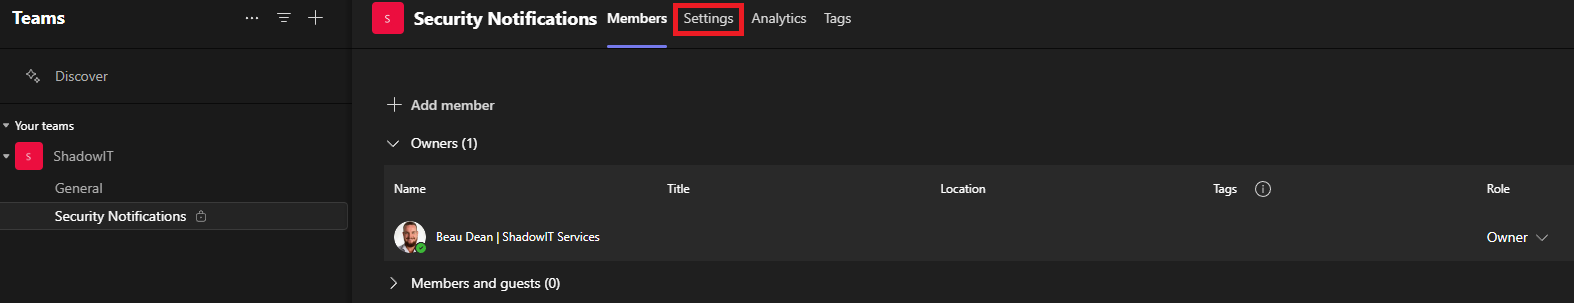 Teams
S Security Notifications Members Settings Analytics Tags
Discover
Add member
Your teams
Owners (1)
S ShadowIT
General
Name Title Location Tags Role
Security Notifications
Beau Dean | ShadowIT Services Owner
Members and guests (0)